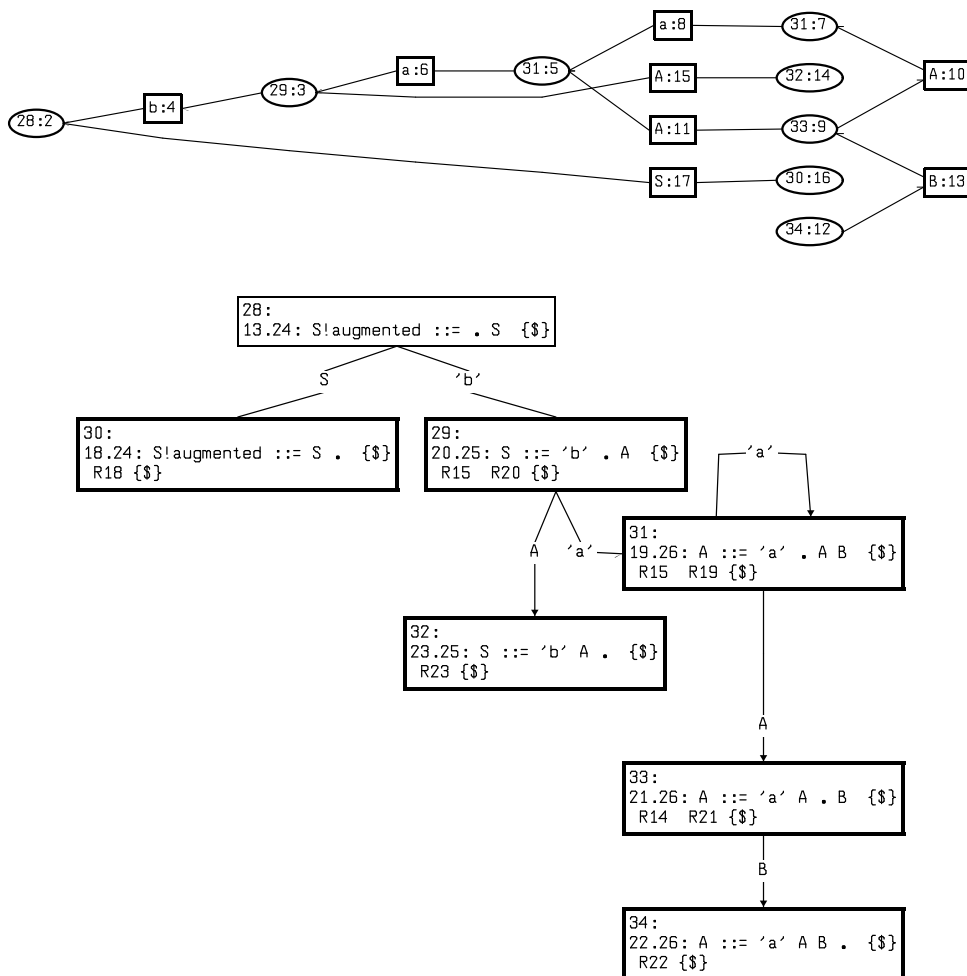 a:8
31:7
a:6
31:5
A:15
32:14
A:10
29:3
b:4
28:2
A:11
33:9
S:17
30:16
B:13
34:12
28:
13.24: S!augmented ::= . S {$}
S
'b'
30:
18.24: S!augmented ::= S . {$}
R18 {$}
29:
20.25: S ::= 'b' . A {$}
R15 R20 {$}
'a'
A
'a'
31:
19.26: A ::= 'a' . A B {$}
R15 R19 {$}
32:
23.25: S ::= 'b' A . {$}
R23 {$}
A
33:
21.26: A ::= 'a' A . B {$}
R14 R21 {$}
B
34:
22.26: A ::= 'a' A B . {$}
R22 {$}